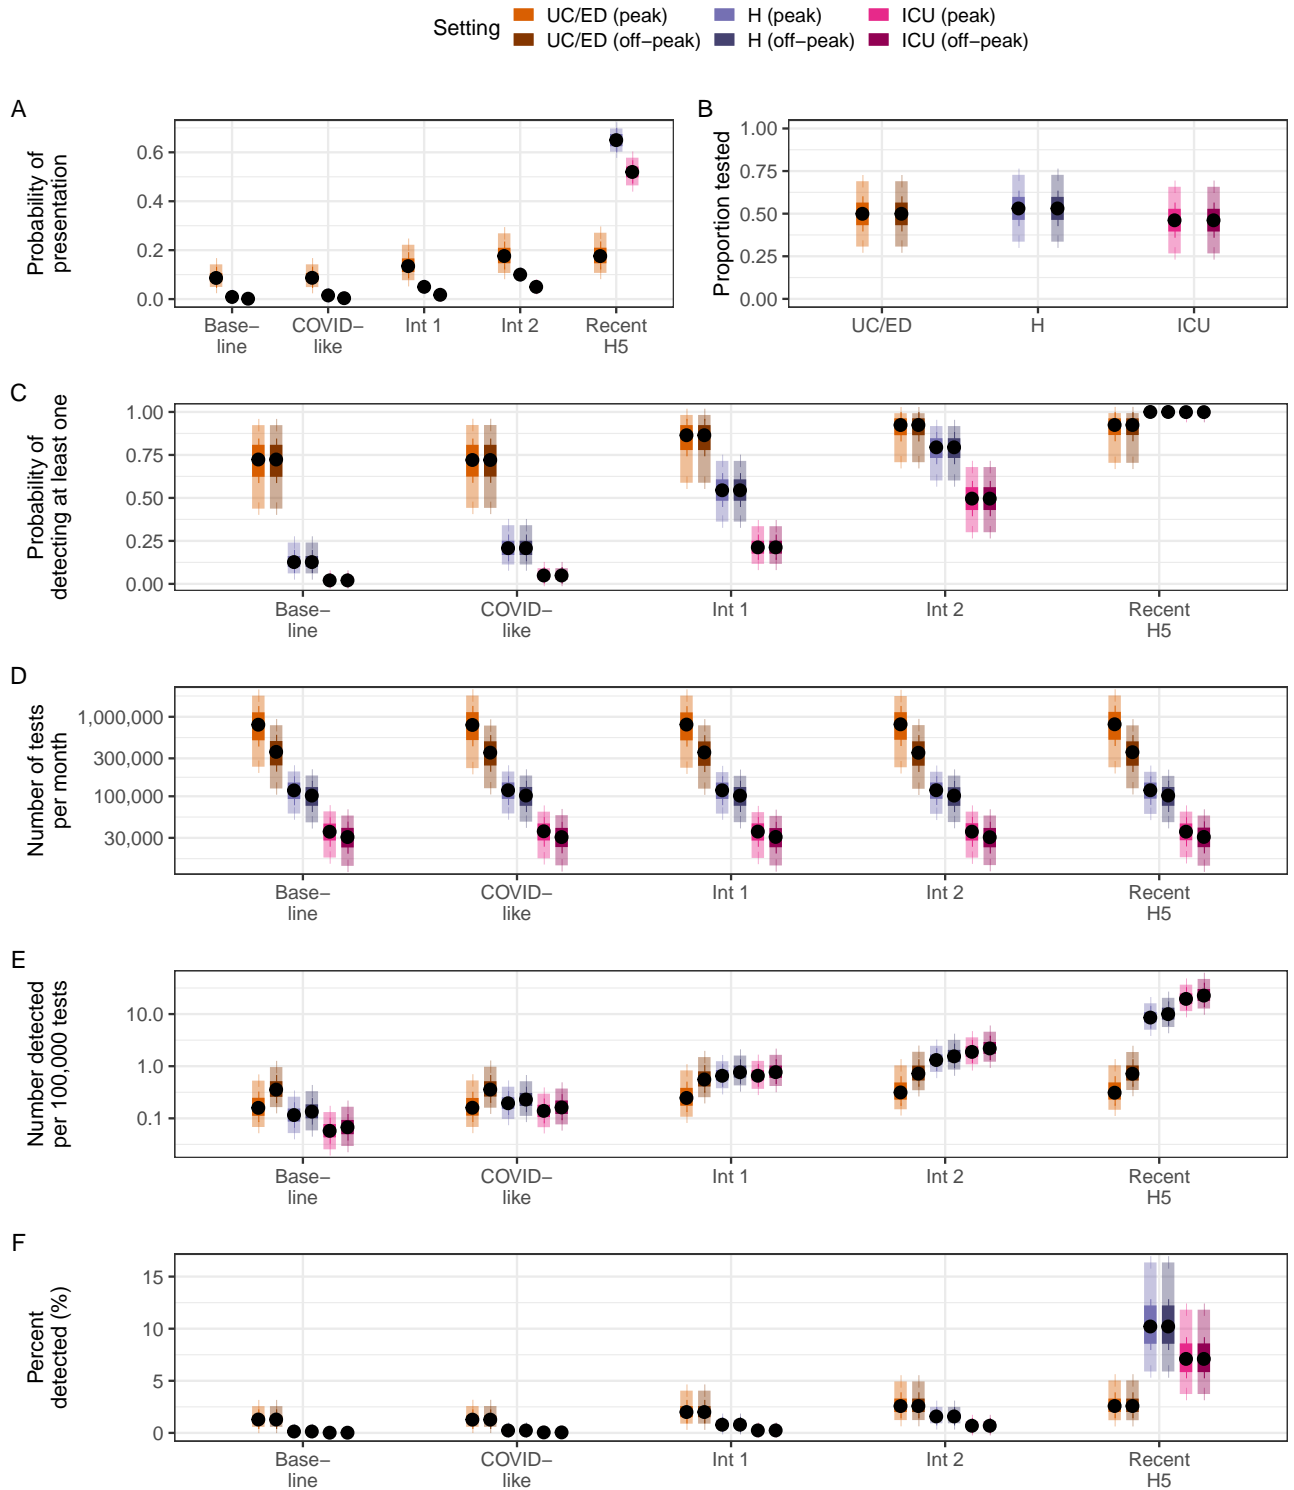 Setting
UC/ED (peak)
H (peak)
ICU (peak)
UC/ED (off−peak)
H (off−peak)
ICU (off−peak)
A
Probability of
presentation
0.6
0.4
0.2
0.0
Base−
line
COVID−
like
Int 1
Int 2
Recent
H5
B
Proportion tested
1.00
0.75
0.50
0.25
0.00
UC/ED
H
ICU
C
Probability of
detecting at least one
1.00
0.75
0.50
0.25
0.00
Base−
line
COVID−
like
Int 1
Int 2
Recent
H5
D
Number of tests
per month
1,000,000
300,000
100,000
30,000
Base−
line
COVID−
like
Int 1
Int 2
Recent
H5
E
Number detected
per 100,000 tests
10.0
1.0
0.1
Base−
line
COVID−
like
Int 1
Int 2
Recent
H5
F
Percent
detected (%)
15
10
5
0
Base−
line
COVID−
like
Int 1
Int 2
Recent
H5